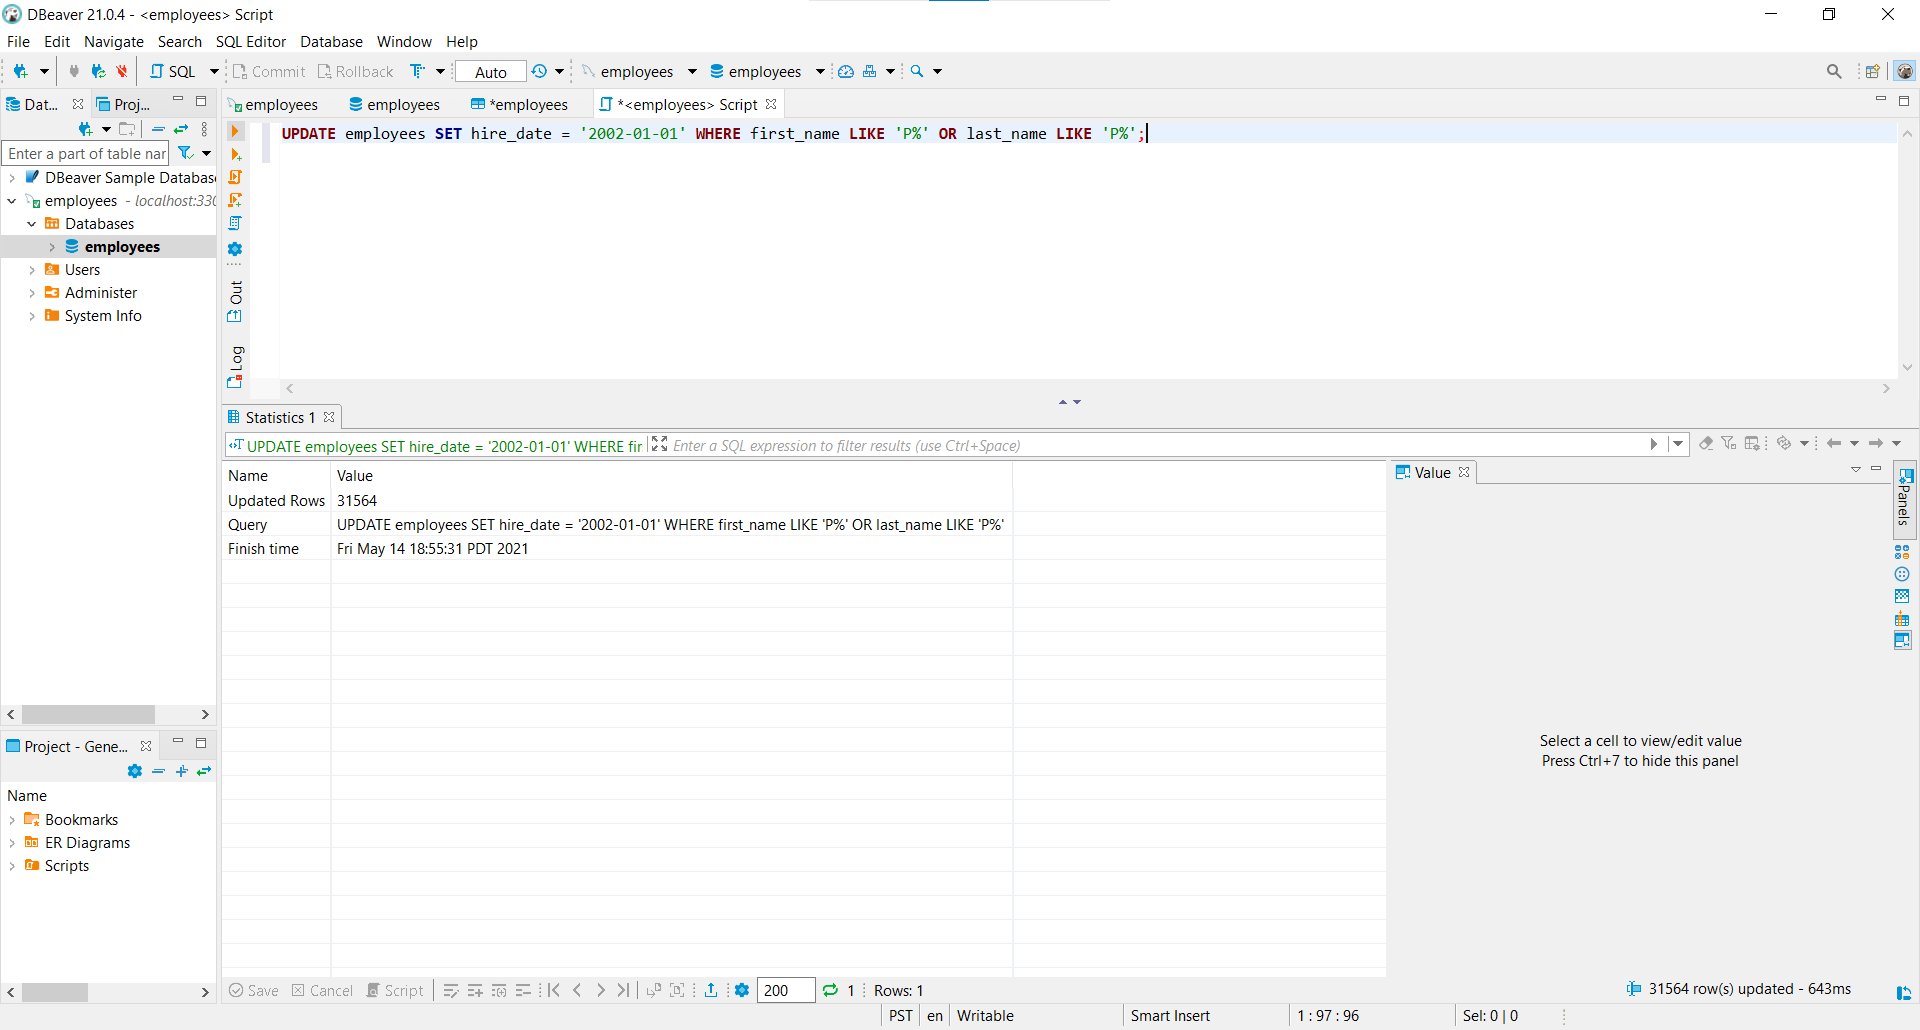 DBeaver 21.0.4 - <employees> Script
File Edit Navigate Search SQL Editor Database Window Help
SQL Commit Rollback Auto employees employees
Dat... Proj...
employees employees *employees *<employees> Script
Enter a part of table nar
DBeaver Sample Databas
employees - localhost:330
Databases
employees
Users
Administer
System Info
UPDATE employees SET hire_date = '2002-01-01' WHERE first_name LIKE 'P%' OR last_name LIKE 'P%';
Out
Log
Statistics 1
UPDATE employees SET hire_date = '2002-01-01' WHERE fir
Enter a SQL expression to filter results (use Ctrl+Space)
Name Value
Updated Rows 31564
Query UPDATE employees SET hire_date = '2002-01-01' WHERE first_name LIKE 'P%' OR last_name LIKE 'P%'
Finish time Fri May 14 18:55:31 PDT 2021
Value
Panels
Select a cell to view/edit value
Press Ctrl+7 to hide this panel
Project - Gene...
Name
Bookmarks
ER Diagrams
Scripts
Save Cancel Script 200 1 Rows: 1
31564 row(s) updated - 643ms
PST en Writable Smart Insert 1 : 97 : 96 Sel: 0 | 0